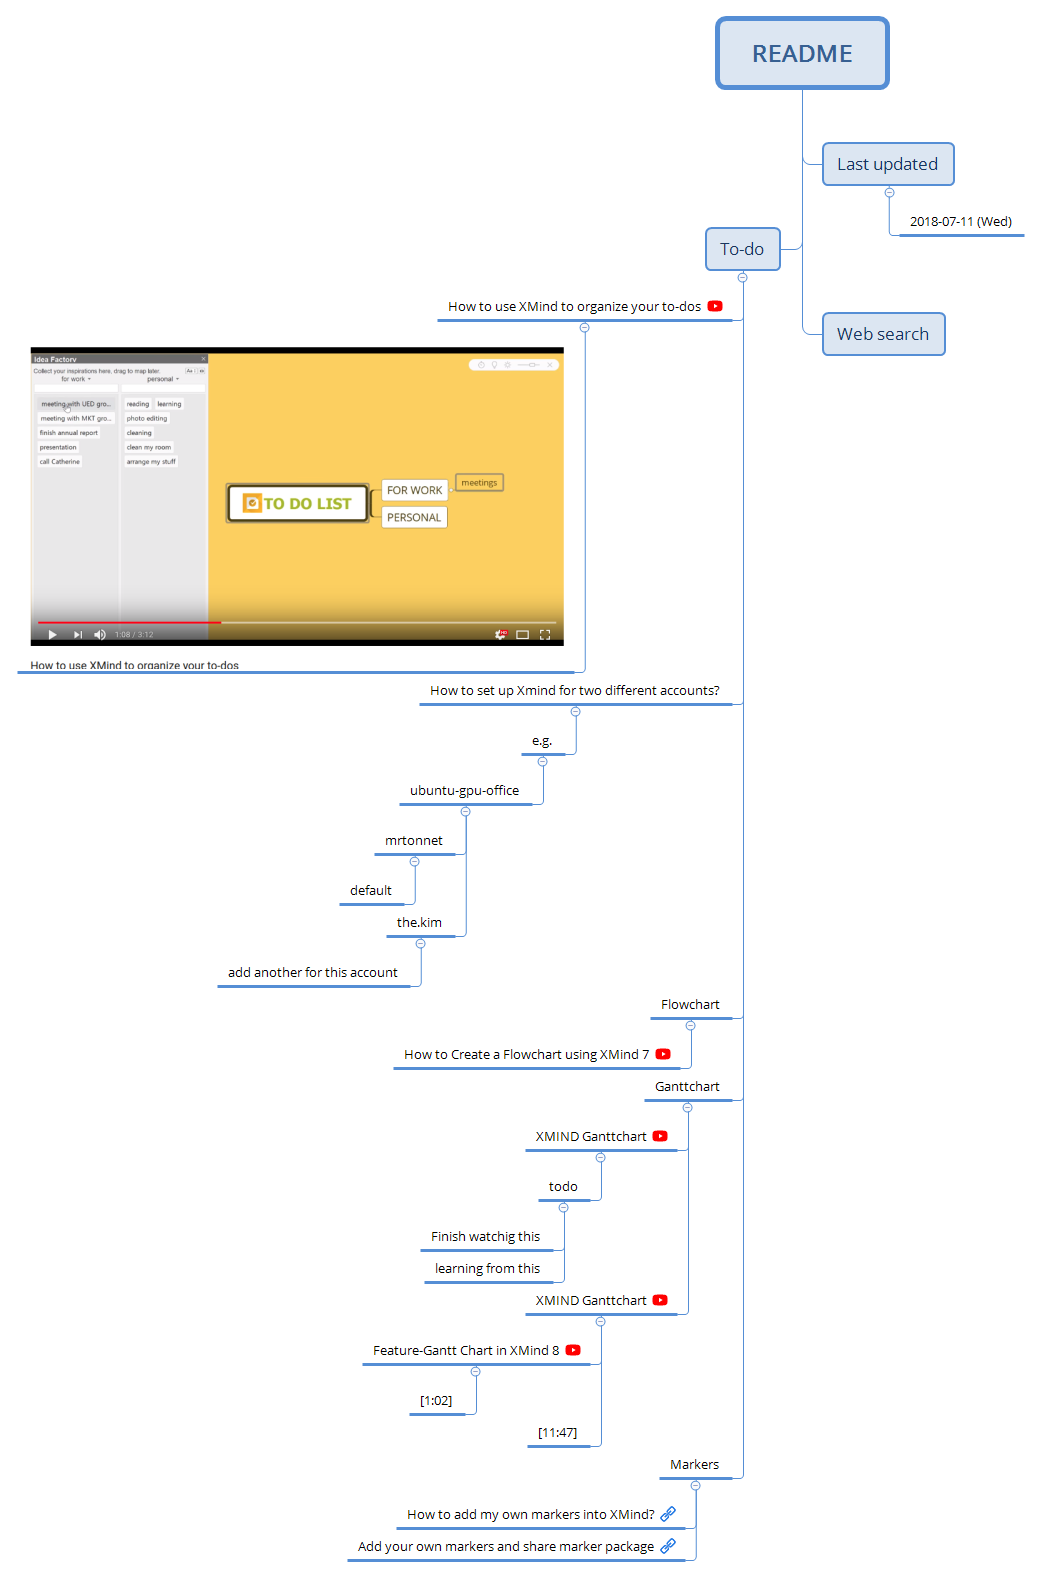 README
Last updated
2018-07-11 (Wed)
To-do
Web search
How to use XMind to organize your to-dos
Idea Factory
Collect your inspirations here, drag to map later.
Aa
for work
personal
meeting with UED gro...
reading
learning
meeting with MKT gro...
photo editing
finish annual report
cleaning
presentation
clean my room
call Catherine
arrange my stuff
TO DO LIST
FOR WORK
meetings
PERSONAL
1:08 / 3:12
HD
How to use XMind to organize your to-dos
How to set up Xmind for two different accounts?
e.g.
ubuntu-gpu-office
mrtonnet
default
the.kim
add another for this account
Flowchart
How to Create a Flowchart using XMind 7
Ganttchart
XMIND Ganttchart
todo
Finish watchig this
learning from this
XMIND Ganttchart
Feature-Gantt Chart in XMind 8
[1:02]
[11:47]
Markers
How to add my own markers into XMind?
Add your own markers and share marker package